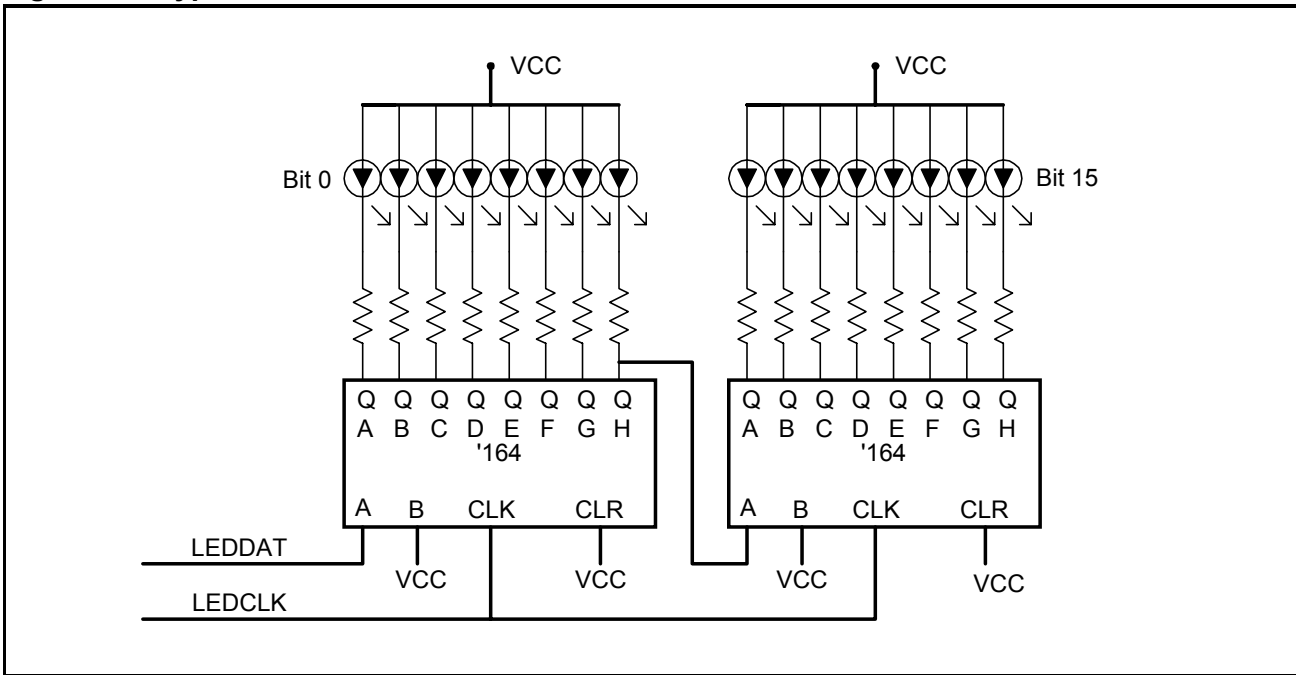 VCC VCC
Bit 0 Bit 15
Q Q Q Q Q Q Q Q Q Q Q Q Q Q Q Q
A B C D E F G H A B C D E F G H
'164 '164
A B CLK CLR A B CLK CLR
LEDDAT
VCC VCC VCC VCC
LEDCLK